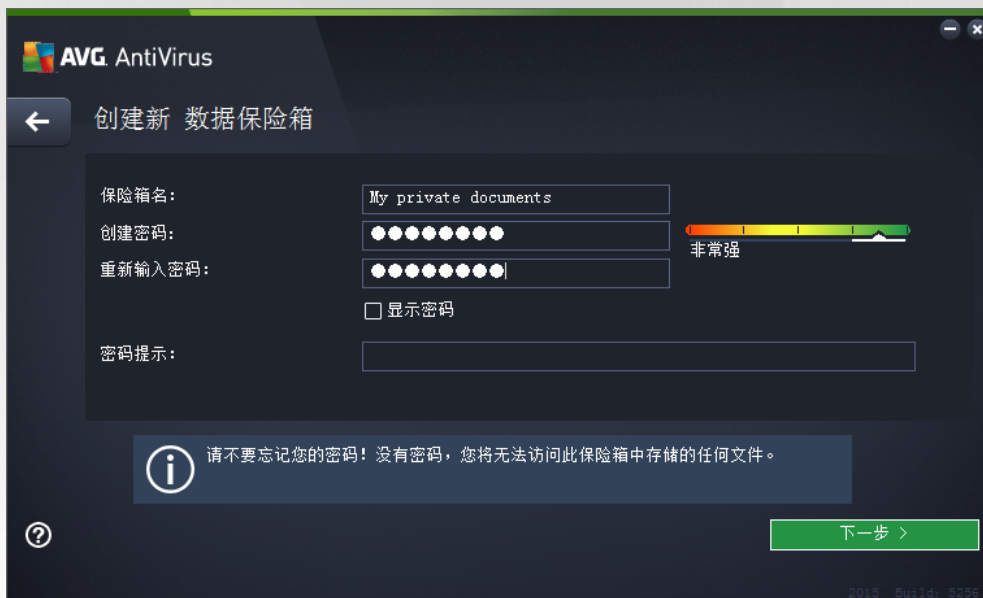 AVG. AntiVirus
创建新 数据保险箱
保险箱名: My private documents
创建密码: ●●●●●●●●
非常强
重新输入密码: ●●●●●●●●
显示密码
密码提示:
请不要忘记您的密码！没有密码，您将无法访问此保险箱中存储的任何文件。
下一步 >
2015 Build: 5256